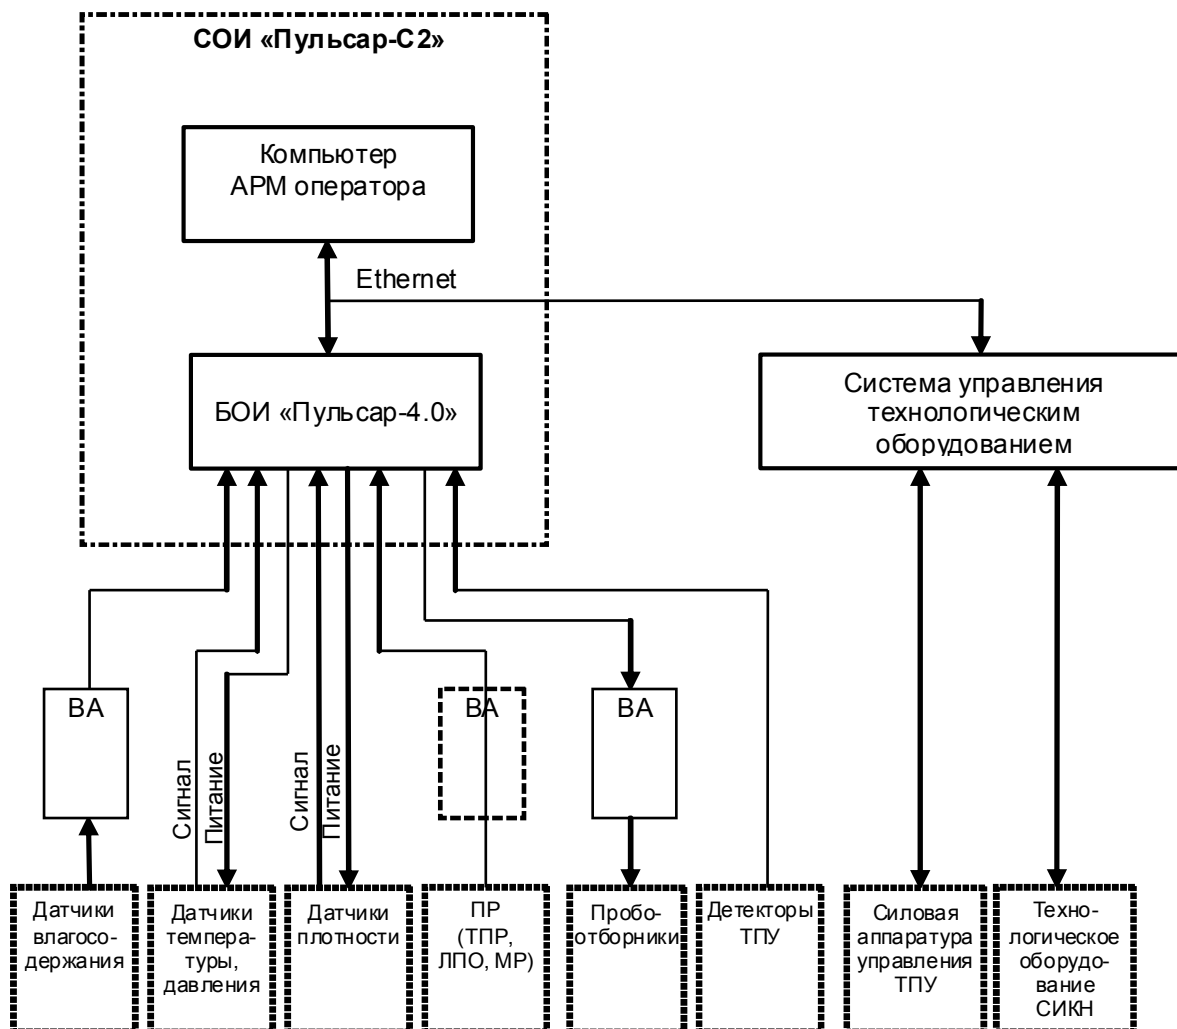 СОИ «Пульсар-С2»
Компьютер
АРМ оператора
Ethernet
БОИ «Пульсар-4.0»
Система управления
технологическим
оборудованием
ВА
ВА
ВА
Сигнал
Питание
Сигнал
Питание
Датчики
влагосо-
держания
Датчики
темпера-
туры,
давления
Датчики
плотности
ПР
(ТПР,
ЛПО, МР)
Пробо-
отборники
Детекторы
ТПУ
Силовая
аппаратура
управления
ТПУ
Техно-
логическое
оборудо-
вание
СИКН